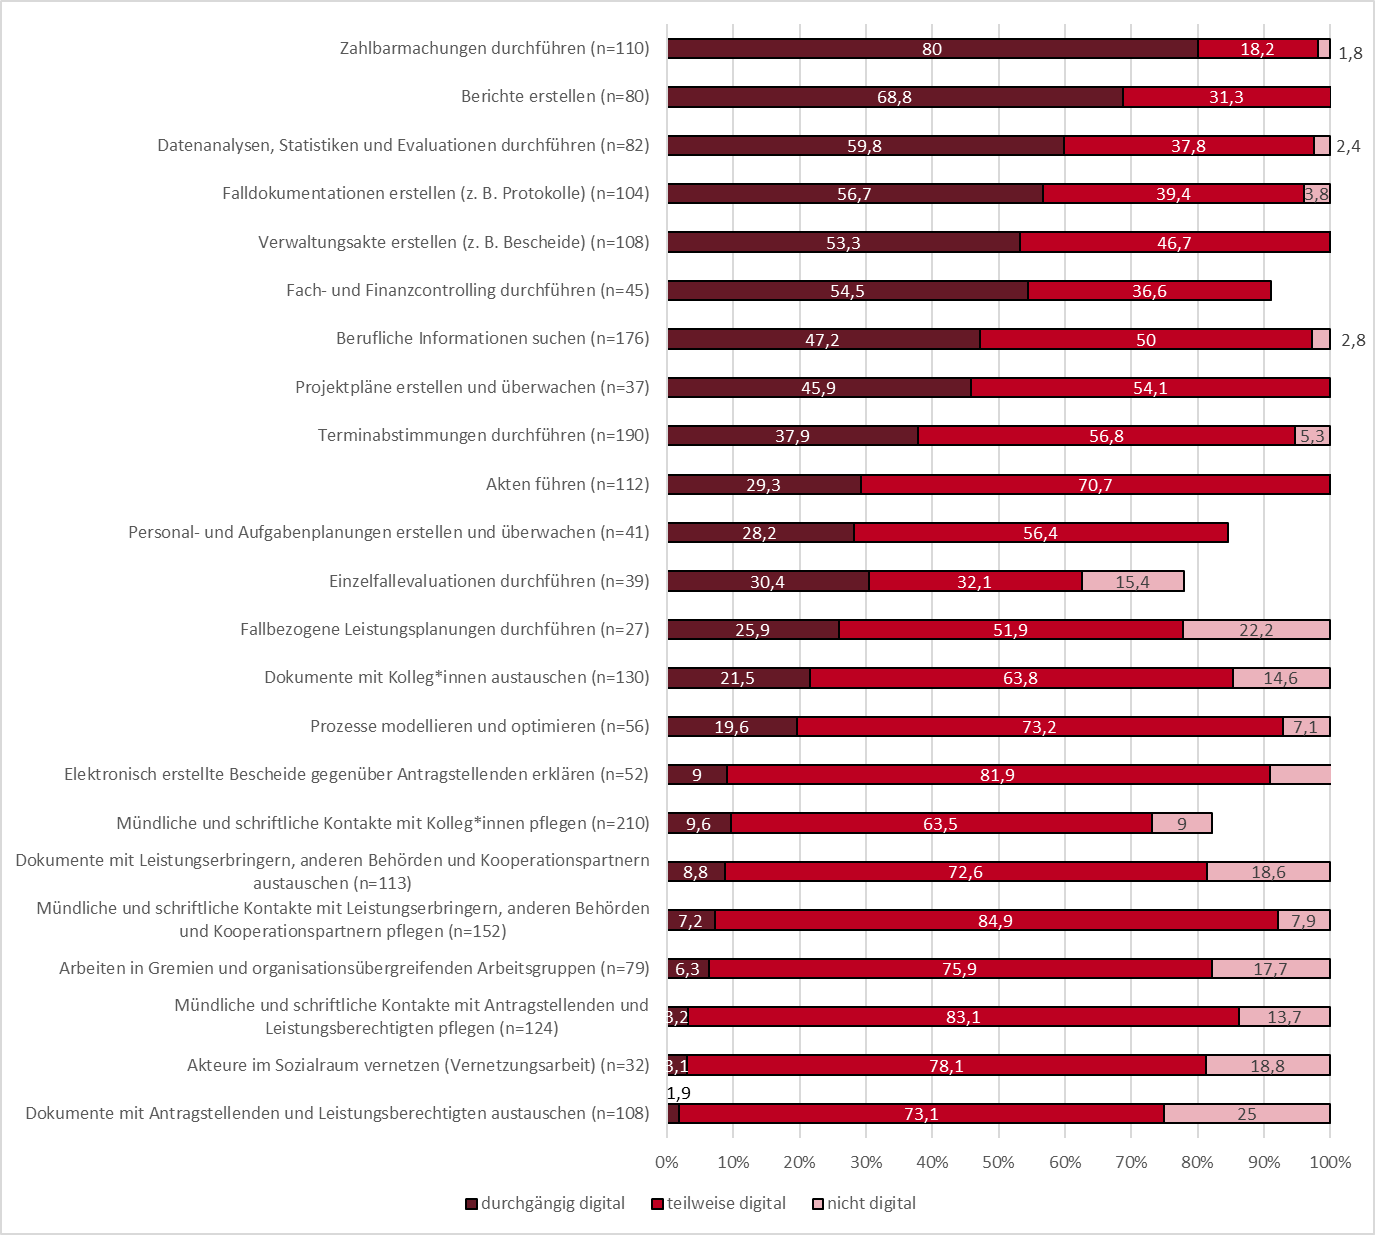 Zahlbarmachungen durchführen (n=110) 80 18,2 1,8
Berichte erstellen (n=80) 68,8 31,3
Datenanalysen, Statistiken und Evaluationen durchführen (n=82) 59,8 37,8 2,4
Falldokumentationen erstellen (z. B. Protokolle) (n=104) 56,7 39,4 3,8
Verwaltungsakte erstellen (z. B. Bescheide) (n=108) 53,3 46,7
Fach- und Finanzcontrolling durchführen (n=45) 54,5 36,6
Berufliche Informationen suchen (n=176) 47,2 50 2,8
Projektpläne erstellen und überwachen (n=37) 45,9 54,1
Terminabstimmungen durchführen (n=190) 37,9 56,8 5,3
Akten führen (n=112) 29,3 70,7
Personal- und Aufgabenplanungen erstellen und überwachen (n=41) 28,2 56,4
Einzelfallevaluationen durchführen (n=39) 30,4 32,1 15,4
Fallbezogene Leistungsplanungen durchführen (n=27) 25,9 51,9 22,2
Dokumente mit Kolleg*innen austauschen (n=130) 21,5 63,8 14,6
Prozesse modellieren und optimieren (n=56) 19,6 73,2 7,1
Elektronisch erstellte Bescheide gegenüber Antragstellenden erklären (n=52) 9 81,9
Mündliche und schriftliche Kontakte mit Kolleg*innen pflegen (n=210) 9,6 63,5 9
Dokumente mit Leistungserbringern, anderen Behörden und Kooperationspartnern
austauschen (n=113) 8,8 72,6 18,6
Mündliche und schriftliche Kontakte mit Leistungserbringern, anderen Behörden
und Kooperationspartnern pflegen (n=152) 7,2 84,9 7,9
Arbeiten in Gremien und organisationsübergreifenden Arbeitsgruppen (n=79) 6,3 75,9 17,7
Mündliche und schriftliche Kontakte mit Antragstellenden und
Leistungsberechtigten pflegen (n=124) 3,2 83,1 13,7
Akteure im Sozialraum vernetzen (Vernetzungsarbeit) (n=32) 3,1 78,1 18,8
Dokumente mit Antragstellenden und Leistungsberechtigten austauschen (n=108) 1,9 73,1 25
0% 10% 20% 30% 40% 50% 60% 70% 80% 90% 100%
durchgängig digital teilweise digital nicht digital